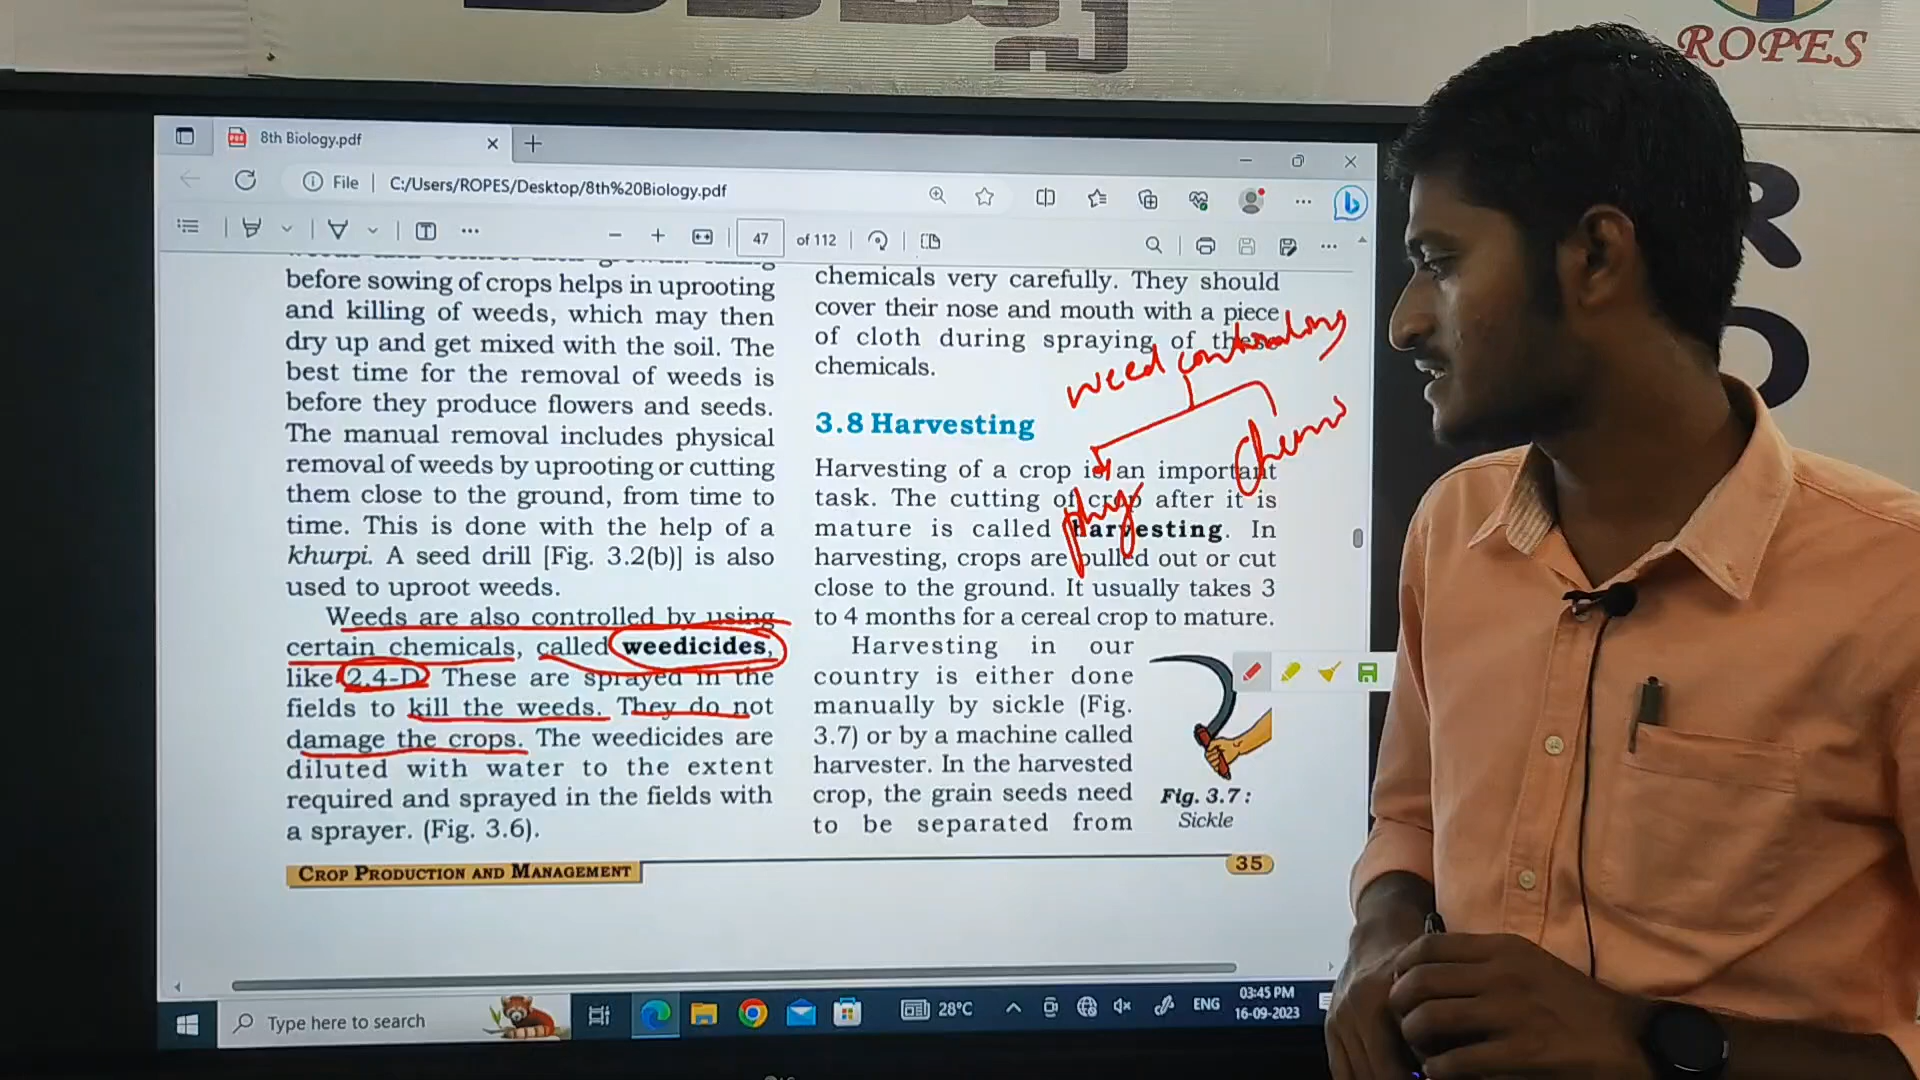 ROPES
8th Biology.pdf
File
C:/Users/ROPES/Desktop/8th%20Biology.pdf
47
of 112
before sowing of crops helps in uprooting
and killing of weeds, which may then
dry up and get mixed with the soil. The
best time for the removal of weeds is
before they produce flowers and seeds.
The manual removal includes physical
removal of weeds by uprooting or cutting
them close to the ground, from time to
time. This is done with the help of a
khurpi. A seed drill [Fig. 3.2(b)] is also
used to uproot weeds.
Weeds are also controlled by using
certain chemicals, called weedicides,
like 2,4-D. These are sprayed in the
fields to kill the weeds. They do not
damage the crops. The weedicides are
diluted with water to the extent
required and sprayed in the fields with
a sprayer. (Fig. 3.6).
chemicals very carefully. They should
cover their nose and mouth with a piece
of cloth during spraying of these
chemicals.
weed controling
phy
Chem
3.8 Harvesting
Harvesting of a crop is an important
task. The cutting of crop after it is
mature is called harvesting. In
harvesting, crops are pulled out or cut
close to the ground. It usually takes 3
to 4 months for a cereal crop to mature.
Harvesting in our
country is either done
manually by sickle (Fig.
3.7) or by a machine called
harvester. In the harvested
crop, the grain seeds need
to be separated from
Fig. 3.7:
Sickle
CROP PRODUCTION AND MANAGEMENT
35
Type here to search
28°C
ENG
03:45 PM
16-09-2023
R
O